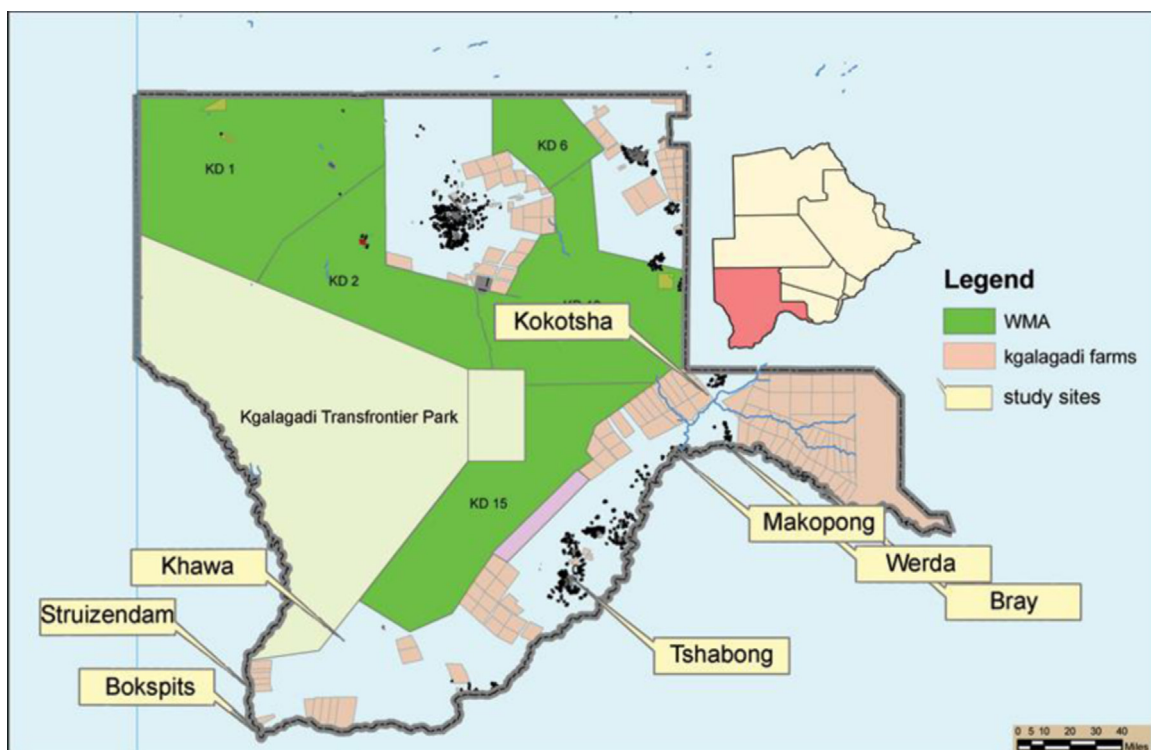 KD 1
KD 6
KD 2
Kokotsha
Kgalagadi Transfrontier Park
KD 15
Khawa
Struizendam
Bokspits
Makopong
Werda
Bray
Tshabong
Legend
WMA
kgalagadi farms
study sites
0 5 10 20 30 40
Miles